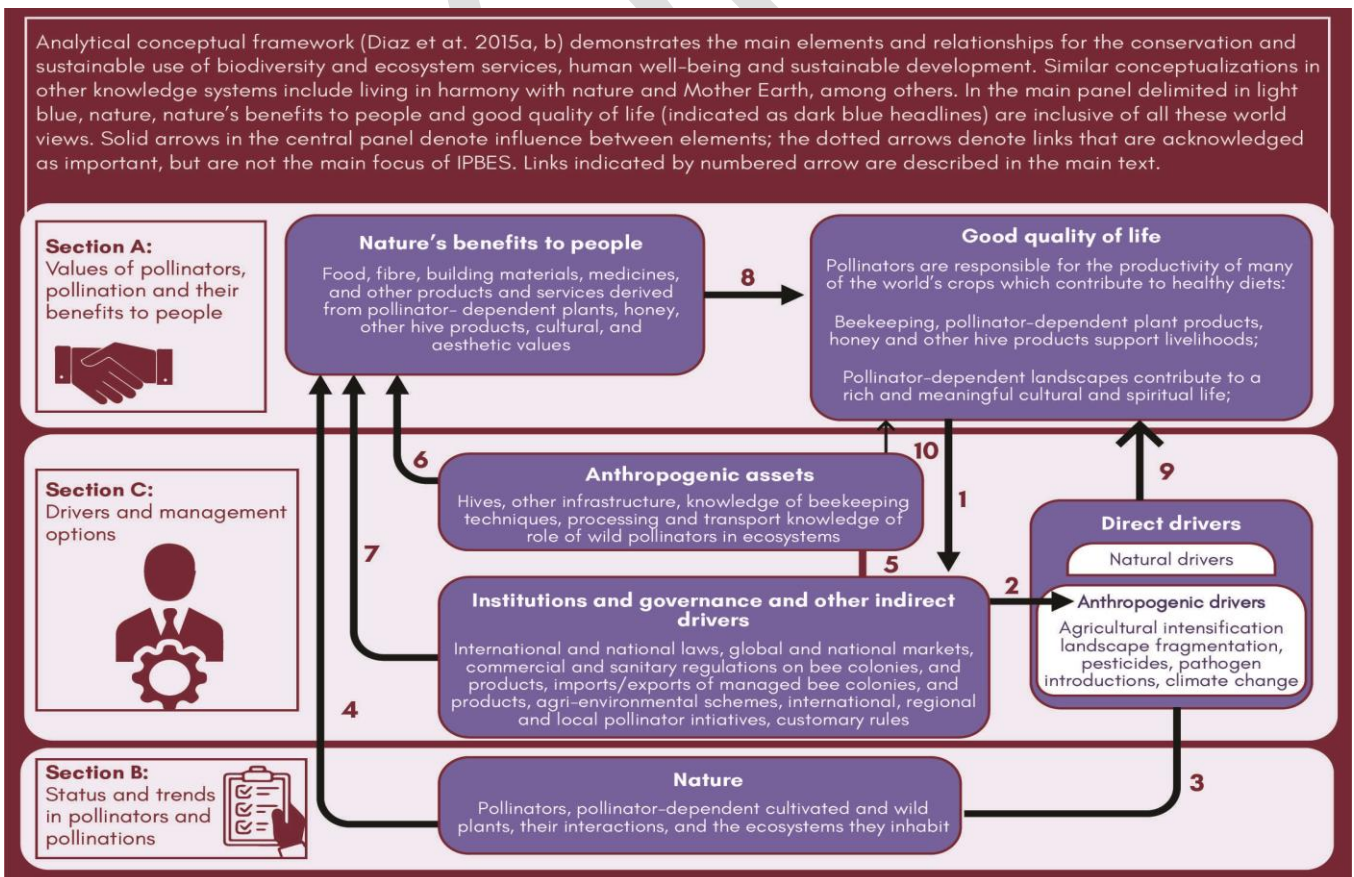 Analytical conceptual framework (Diaz et at. 2015a, b) demonstrates the main elements and relationships for the conservation and
sustainable use of biodiversity and ecosystem services, human well-being and sustainable development. Similar conceptualizations in
other knowledge systems include living in harmony with nature and Mother Earth, among others. In the main panel delimited in light
blue, nature, nature's benefits to people and good quality of life (indicated as dark blue headlines) are inclusive of all these world
views. Solid arrows in the central panel denote influence between elements; the dotted arrows denote links that are acknowledged
as important, but are not the main focus of IPBES. Links indicated by numbered arrow are described in the main text.
Section A:
Values of pollinators,
pollination and their
benefits to people
Nature's benefits to people
Food, fibre, building materials, medicines,
and other products and services derived
from pollinator- dependent plants, honey,
other hive products, cultural, and
aesthetic values
8
Good quality of life
Pollinators are responsible for the productivity of many
of the world's crops which contribute to healthy diets:
Beekeeping, pollinator-dependent plant products,
honey and other hive products support livelihoods;
Pollinator-dependent landscapes contribute to a
rich and meaningful cultural and spiritual life;
Section C:
Drivers and management
options
6
7
4
Anthropogenic assets
Hives, other infrastructure, knowledge of beekeeping
techniques, processing and transport knowledge of
role of wild pollinators in ecosystems
10
1
9
5
Institutions and governance and other indirect
drivers
International and national laws, global and national markets,
commercial and sanitary regulations on bee colonies, and
products, imports/exports of managed bee colonies, and
products, agri-environmental schemes, international, regional
and local pollinator intiatives, customary rules
2
Direct drivers
Natural drivers
Anthropogenic drivers
Agricultural intensification
landscape fragmentation,
pesticides, pathogen
introductions, climate change
Section B:
Status and trends
in pollinators and
pollinations
Nature
Pollinators, pollinator-dependent cultivated and wild
plants, their interactions, and the ecosystems they inhabit
3